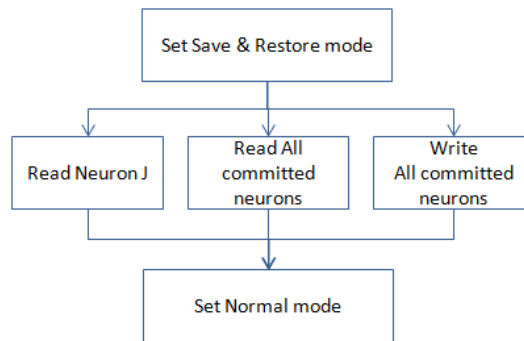 Set Save & Restore mode
Read Neuron J
Read All
committed
neurons
Write
All committed
neurons
Set Normal mode